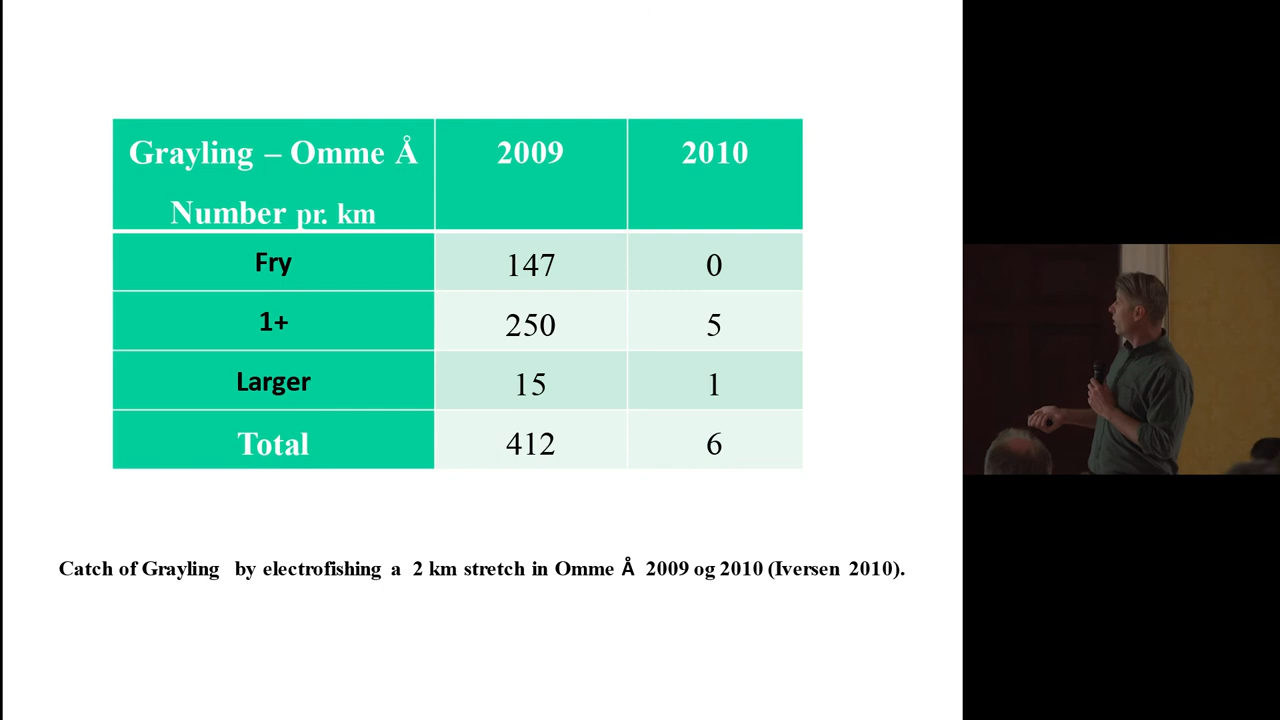 Grayling – Omme Å 2009 2010
Number pr. km
Fry 147 0
1+ 250 5
Larger 15 1
Total 412 6
Catch of Grayling by electrofishing a 2 km stretch in Omme Å 2009 og 2010 (Iversen 2010).